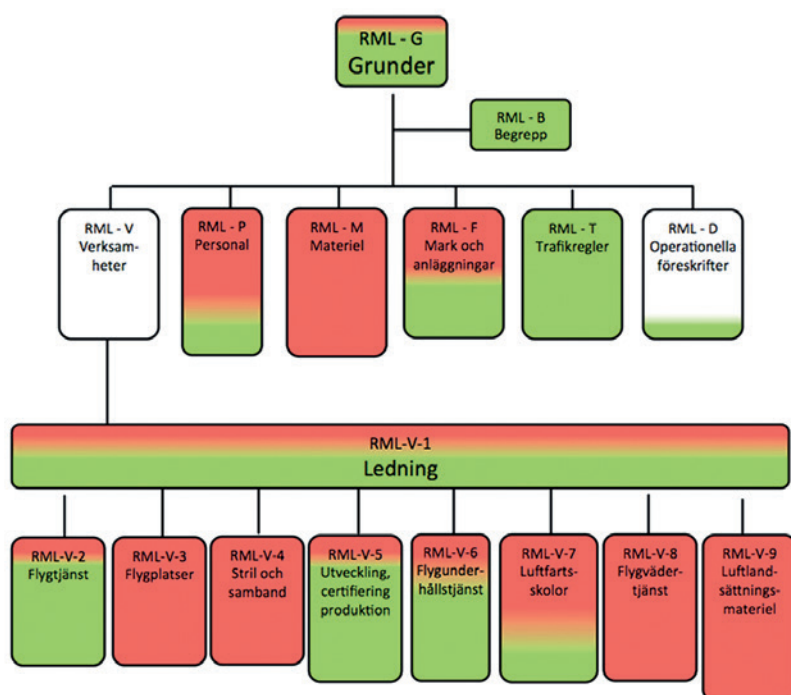 RML - G
Grunder
RML - B
Begrepp
RML - V
Verksam-
heter
RML - P
Personal
RML - M
Materiel
RML - F
Mark och
anläggningar
RML - T
Trafikregler
RML - D
Operationella
föreskrifter
RML-V-1
Ledning
RML-V-2
Flygtjänst
RML-V-3
Flygplatser
RML-V-4
Stril och
samband
RML-V-5
Utveckling,
certifiering
produktion
RML-V-6
Flygunder-
hållstjänst
RML-V-7
Luftfarts-
skolor
RML-V-8
Flygväder-
tjänst
RML-V-9
Luftland-
sättnings-
materiel